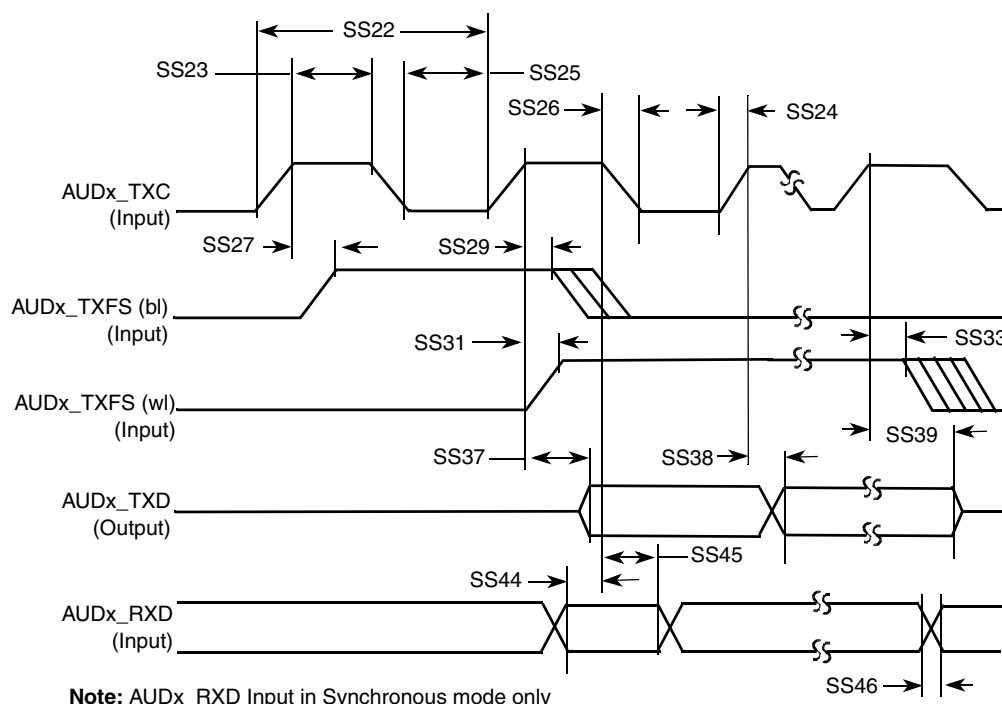 SS22
SS23
SS25
SS26
SS24
AUDx_TXC
(Input)
SS27
SS29
AUDx_TXFS (bl)
(Input)
SS31
SS33
AUDx_TXFS (wl)
(Input)
SS39
SS37
SS38
AUDx_TXD
(Output)
SS45
SS44
AUDx_RXD
(Input)
SS46
Note: AUDx_RXD Input in Synchronous mode only